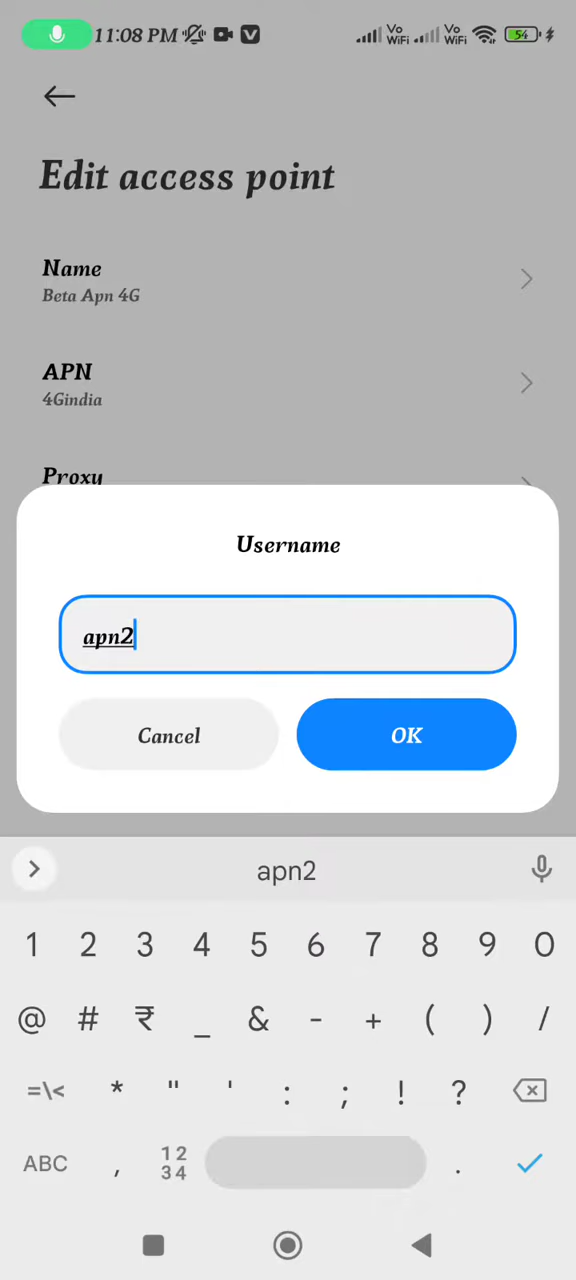 11:08 PM Vo WiFi Vo WiFi 54
Edit access point
Name
Beta Apn 4G
APN
4Gindia
Proxy
Username
apn2
Cancel OK
apn2
1 2 3 4 5 6 7 8 9 0
@ # ₹ _ & - + ( ) /
=\< * " ' : ; ! ?
ABC , 12 34 .